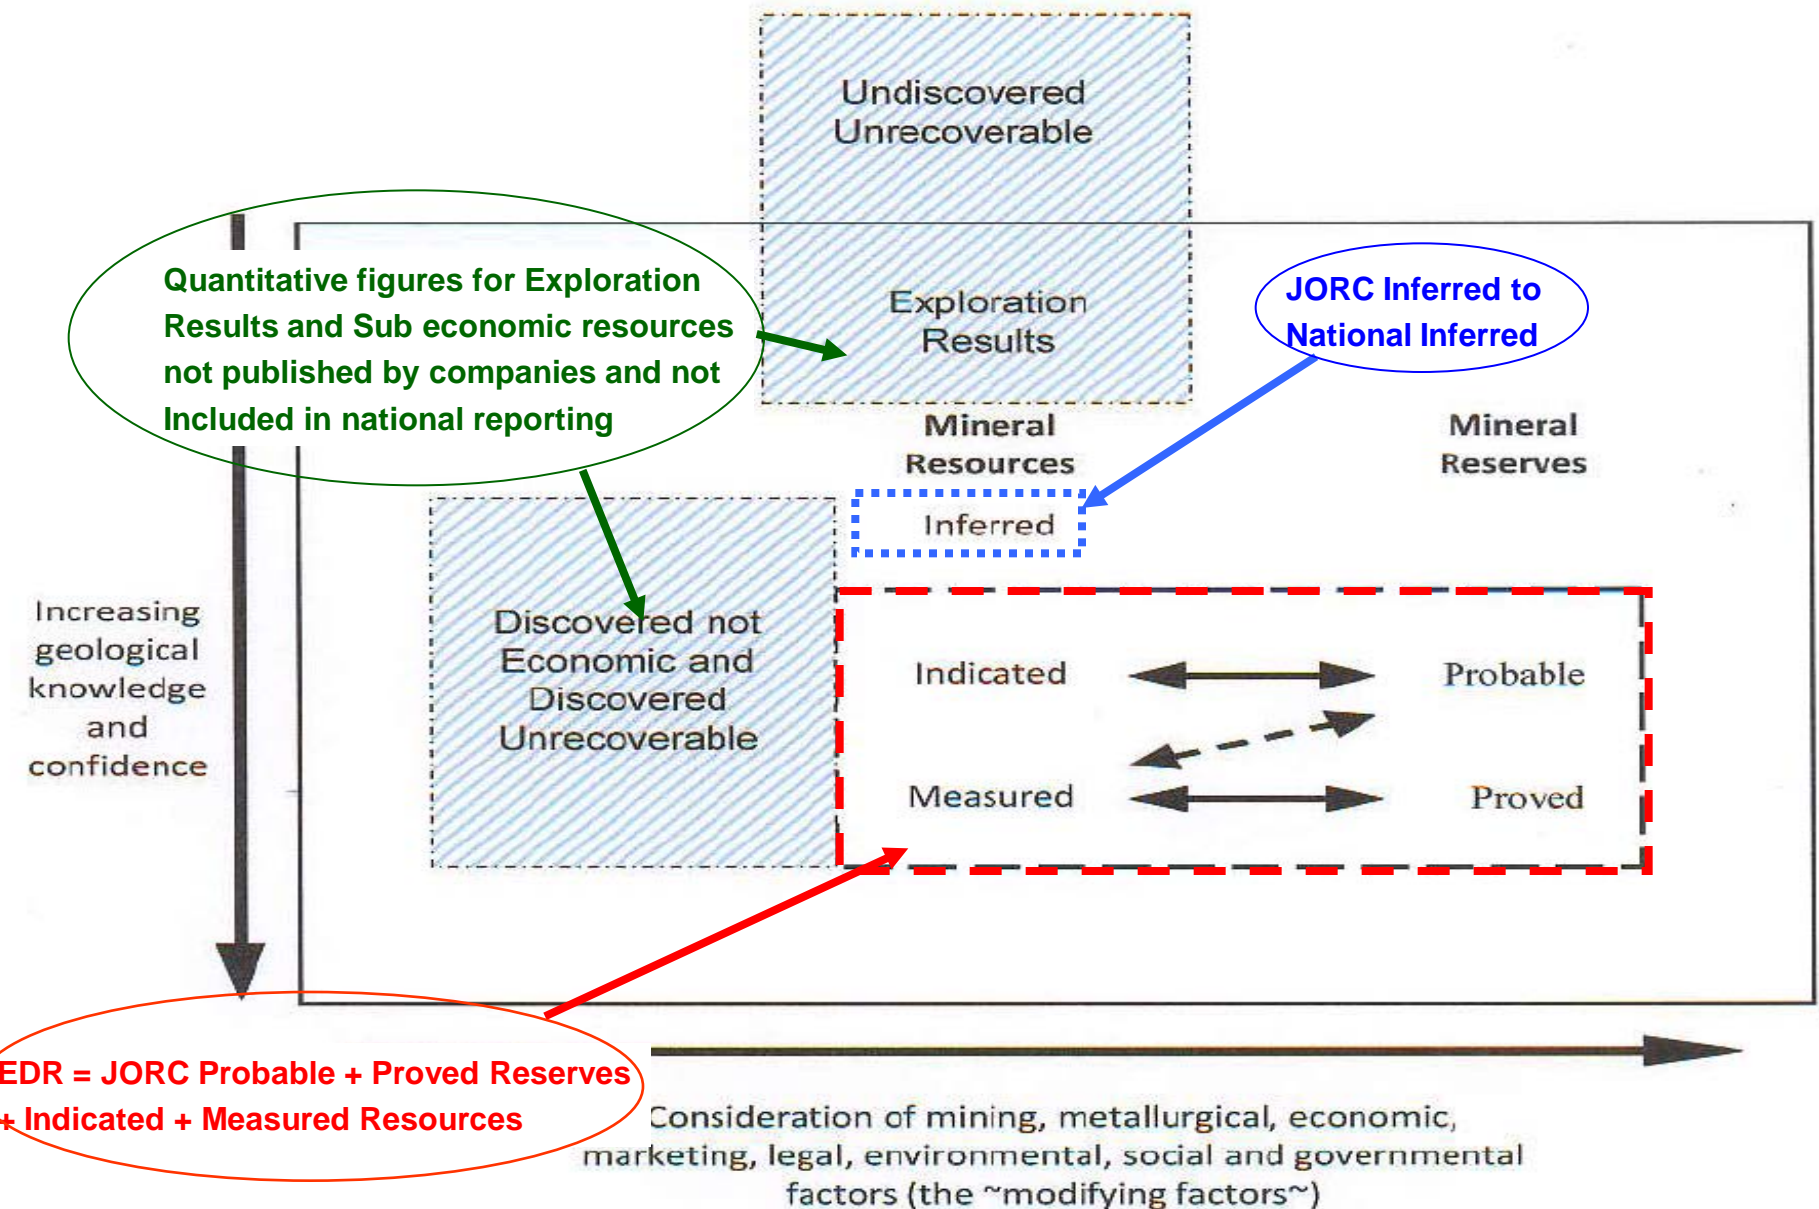 Undiscovered
Unrecoverable
Quantitative figures for Exploration
Results and Sub economic resources
not published by companies and not
Included in national reporting
Exploration
Results
JORC Inferred to
National Inferred
Mineral
Resources
Mineral
Reserves
Inferred
Increasing
geological
knowledge
and
confidence
Discovered not
Economic and
Discovered
Unrecoverable
Indicated
Probable
Measured
Proved
EDR = JORC Probable + Proved Reserves
+ Indicated + Measured Resources
Consideration of mining, metallurgical, economic,
marketing, legal, environmental, social and governmental
factors (the ~modifying factors~)